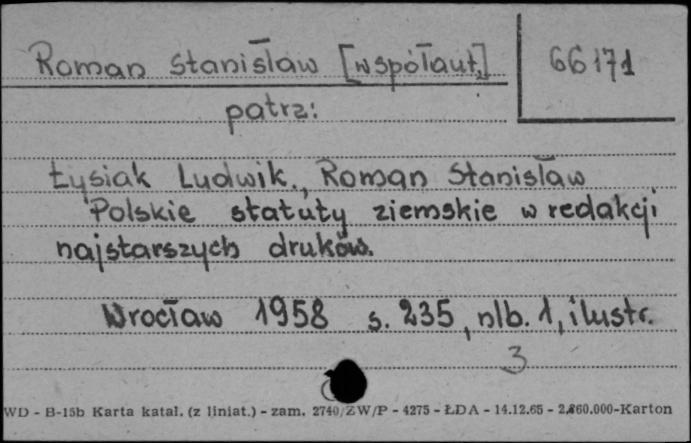 Roman Stanisław [współaut.]
66171
patrz:
Łysiak Ludwik., Roman Stanisław
Polskie statuty ziemskie w redakcji
najstarszych druków.
Wrocław 1958 s. 235, nlb. 1, ilustr.
3
WD - B-15b Karta katal. (z liniat.) - zam. 2740/ZW/P - 4275 - ŁDA - 14.12.65 - 2.860.000-Karton